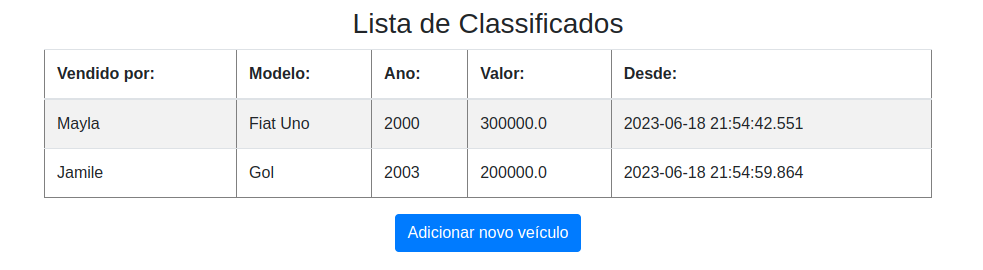 Lista de Classificados
Vendido por: Modelo: Ano: Valor: Desde:
Mayla Fiat Uno 2000 300000.0 2023-06-18 21:54:42.551
Jamile Gol 2003 200000.0 2023-06-18 21:54:59.864
Adicionar novo veículo